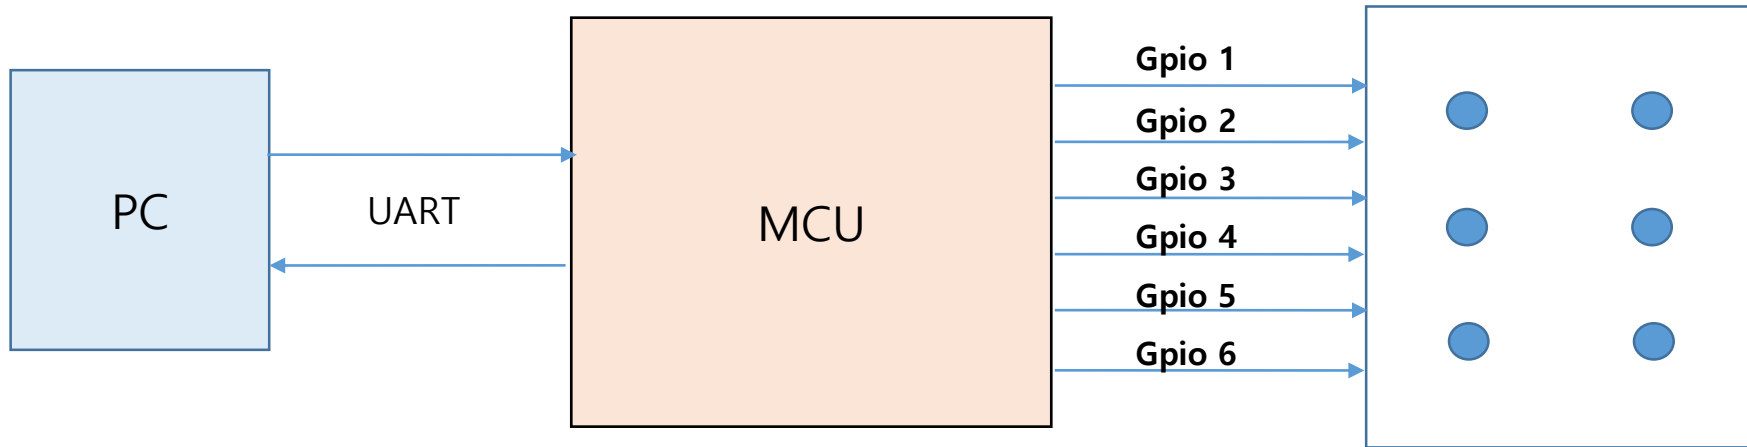 PC
UART
MCU
Gpio 1
Gpio 2
Gpio 3
Gpio 4
Gpio 5
Gpio 6